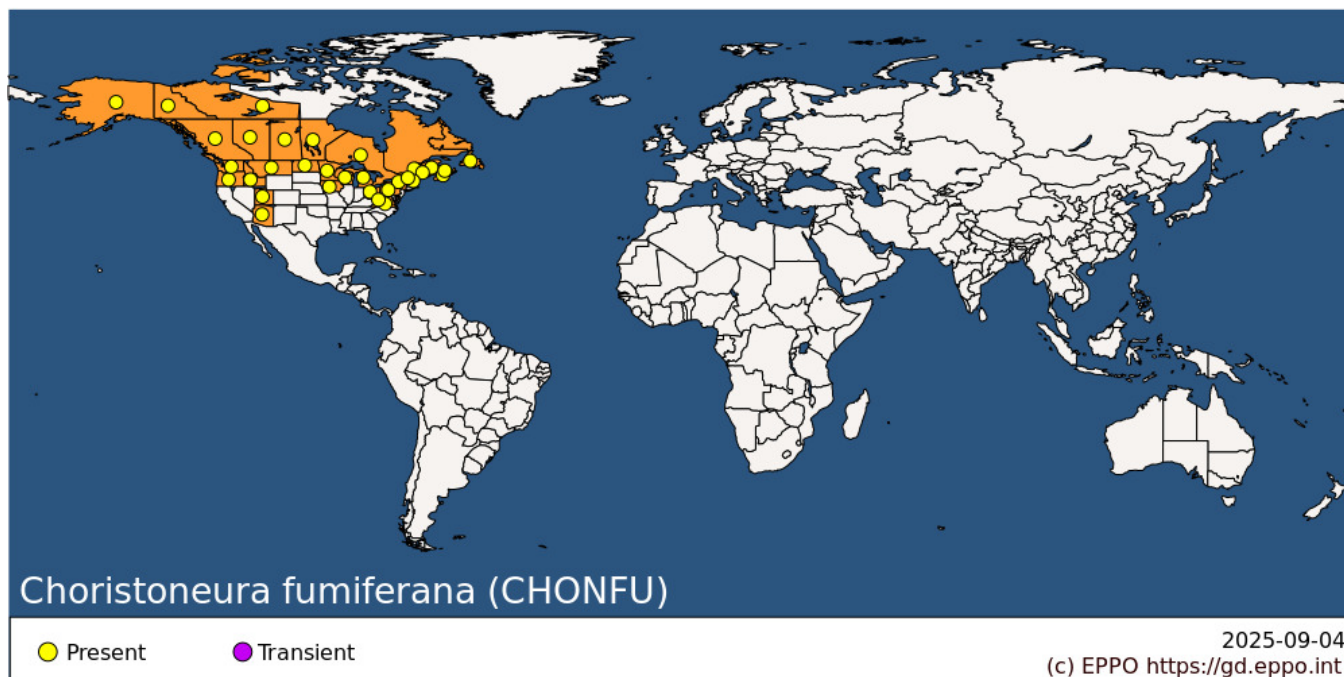 Choristoneura fumiferana (CHONFU)
Present
Transient
2025-09-04
(c) EPPO https://gd.eppo.int